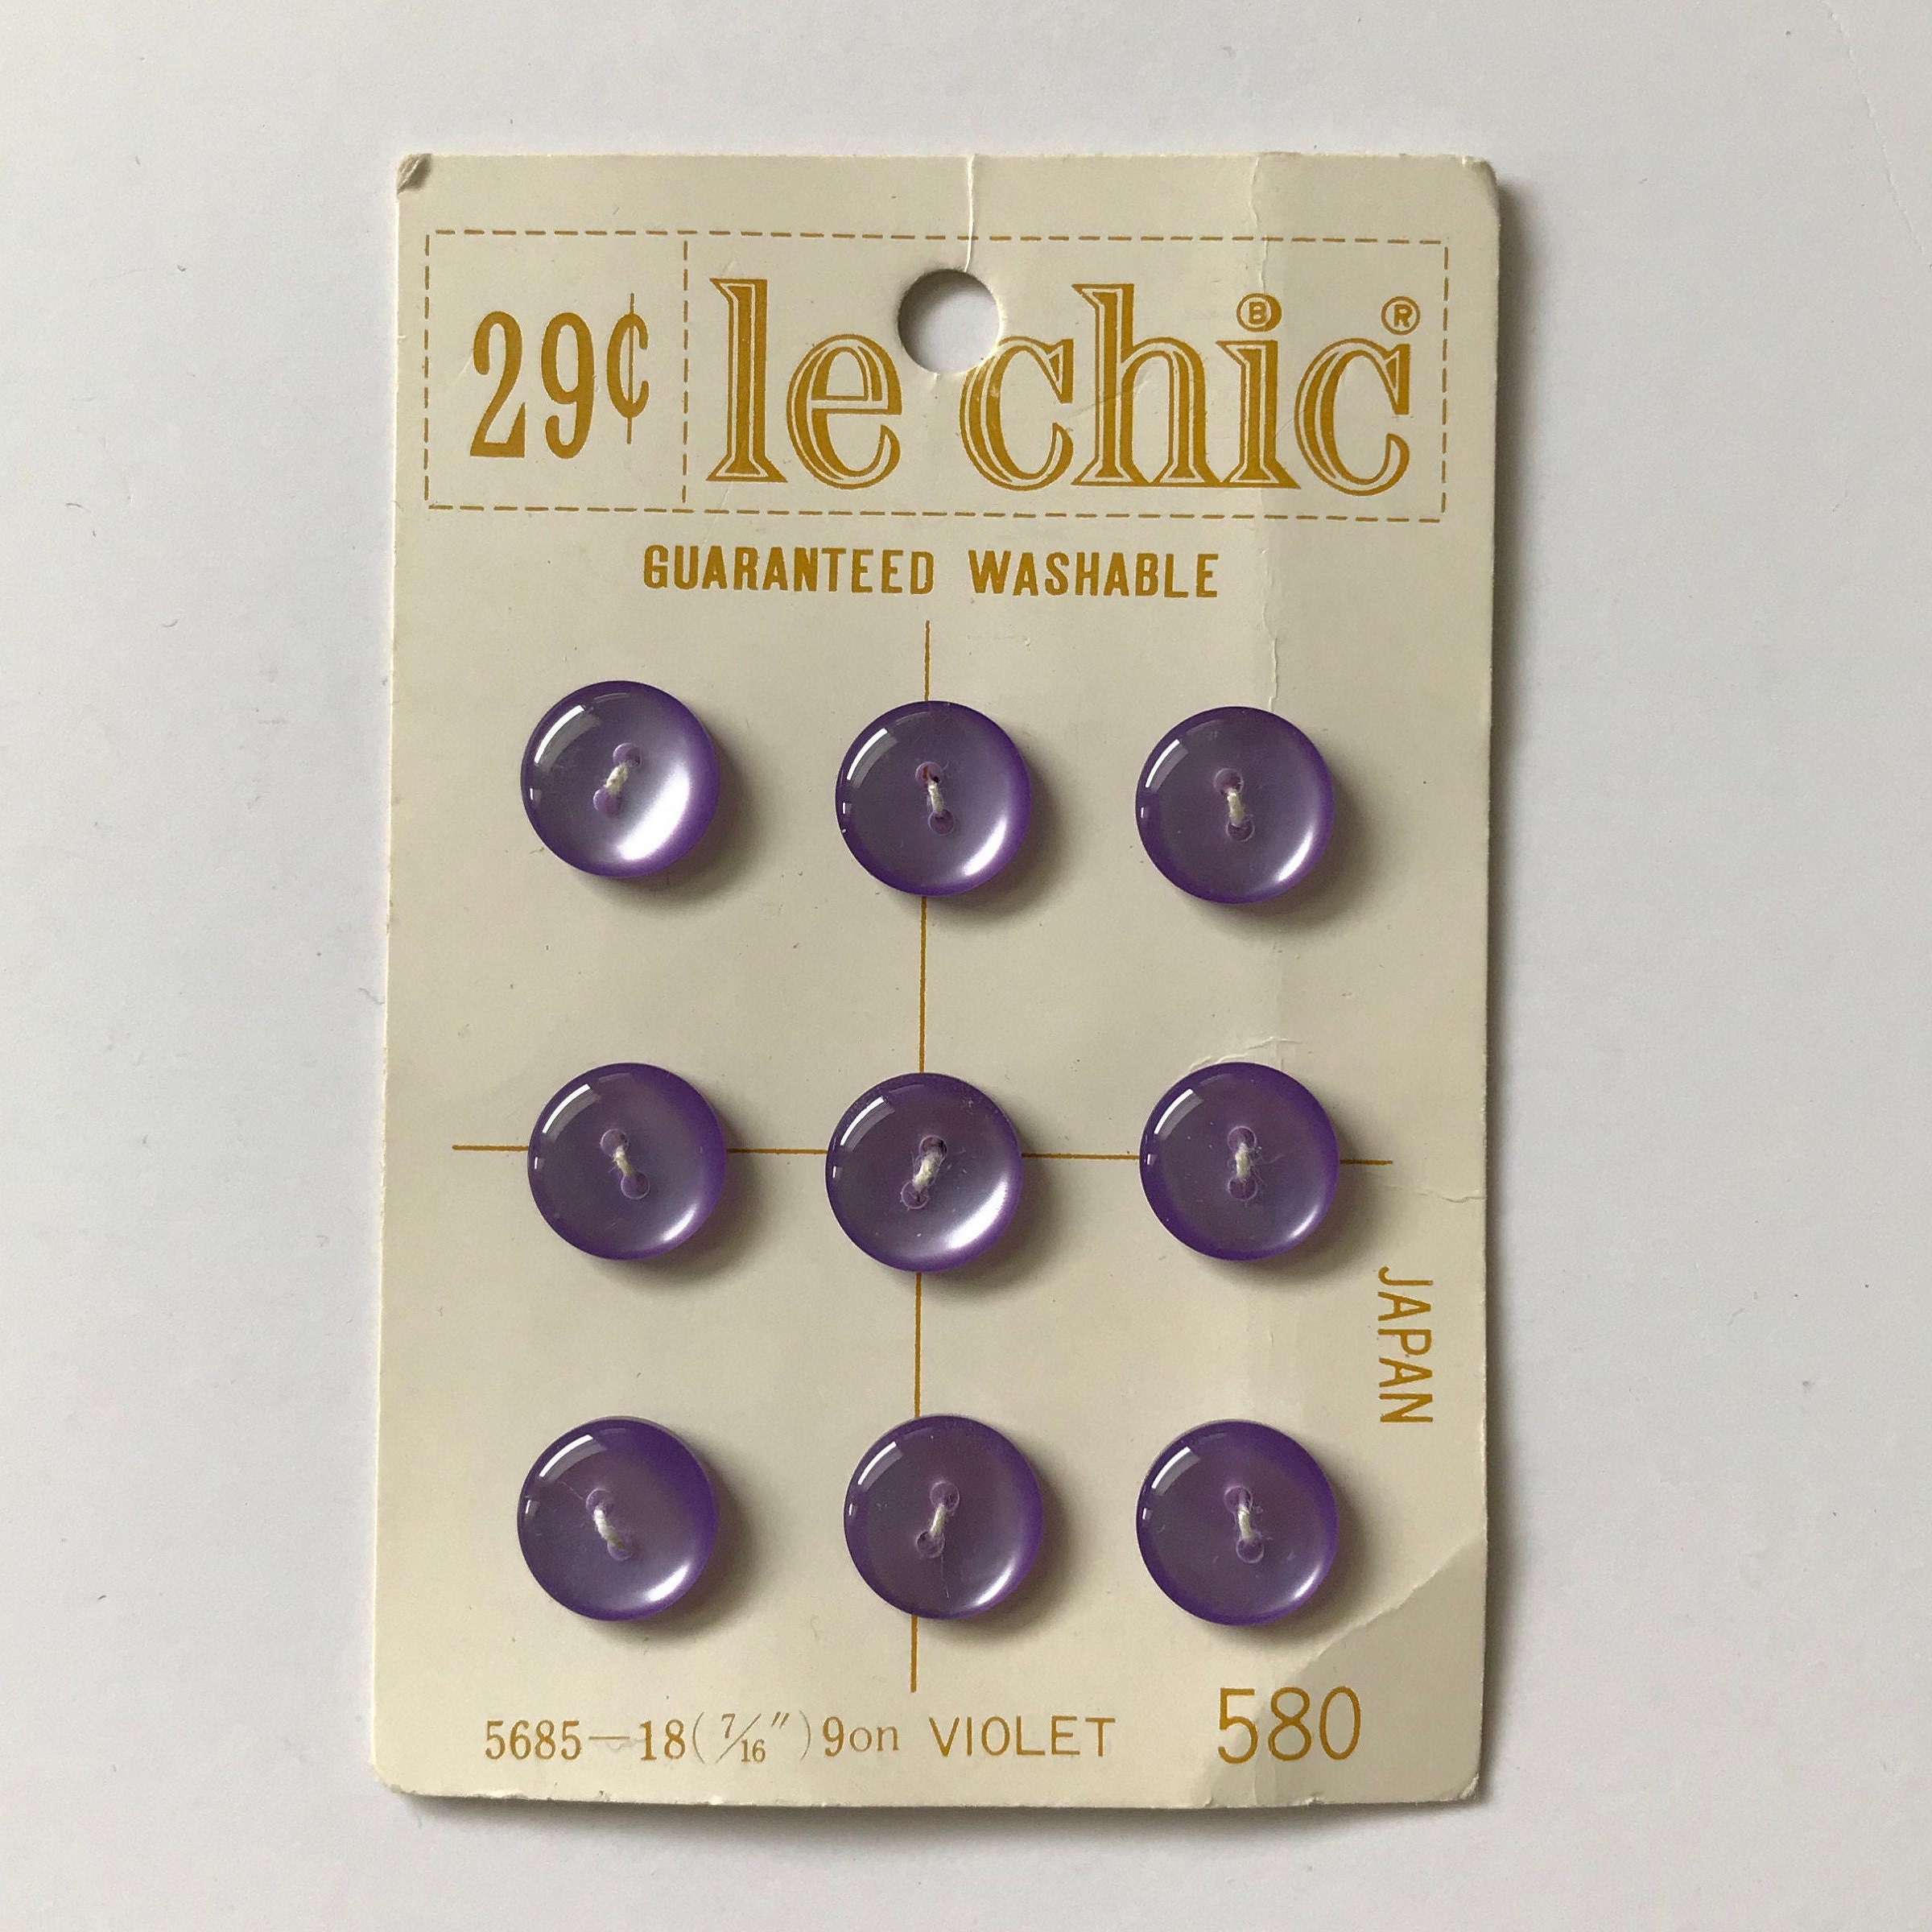 29¢ le chic®
B
GUARANTEED WASHABLE
JAPAN
5685—18(7/16")9on VIOLET 580